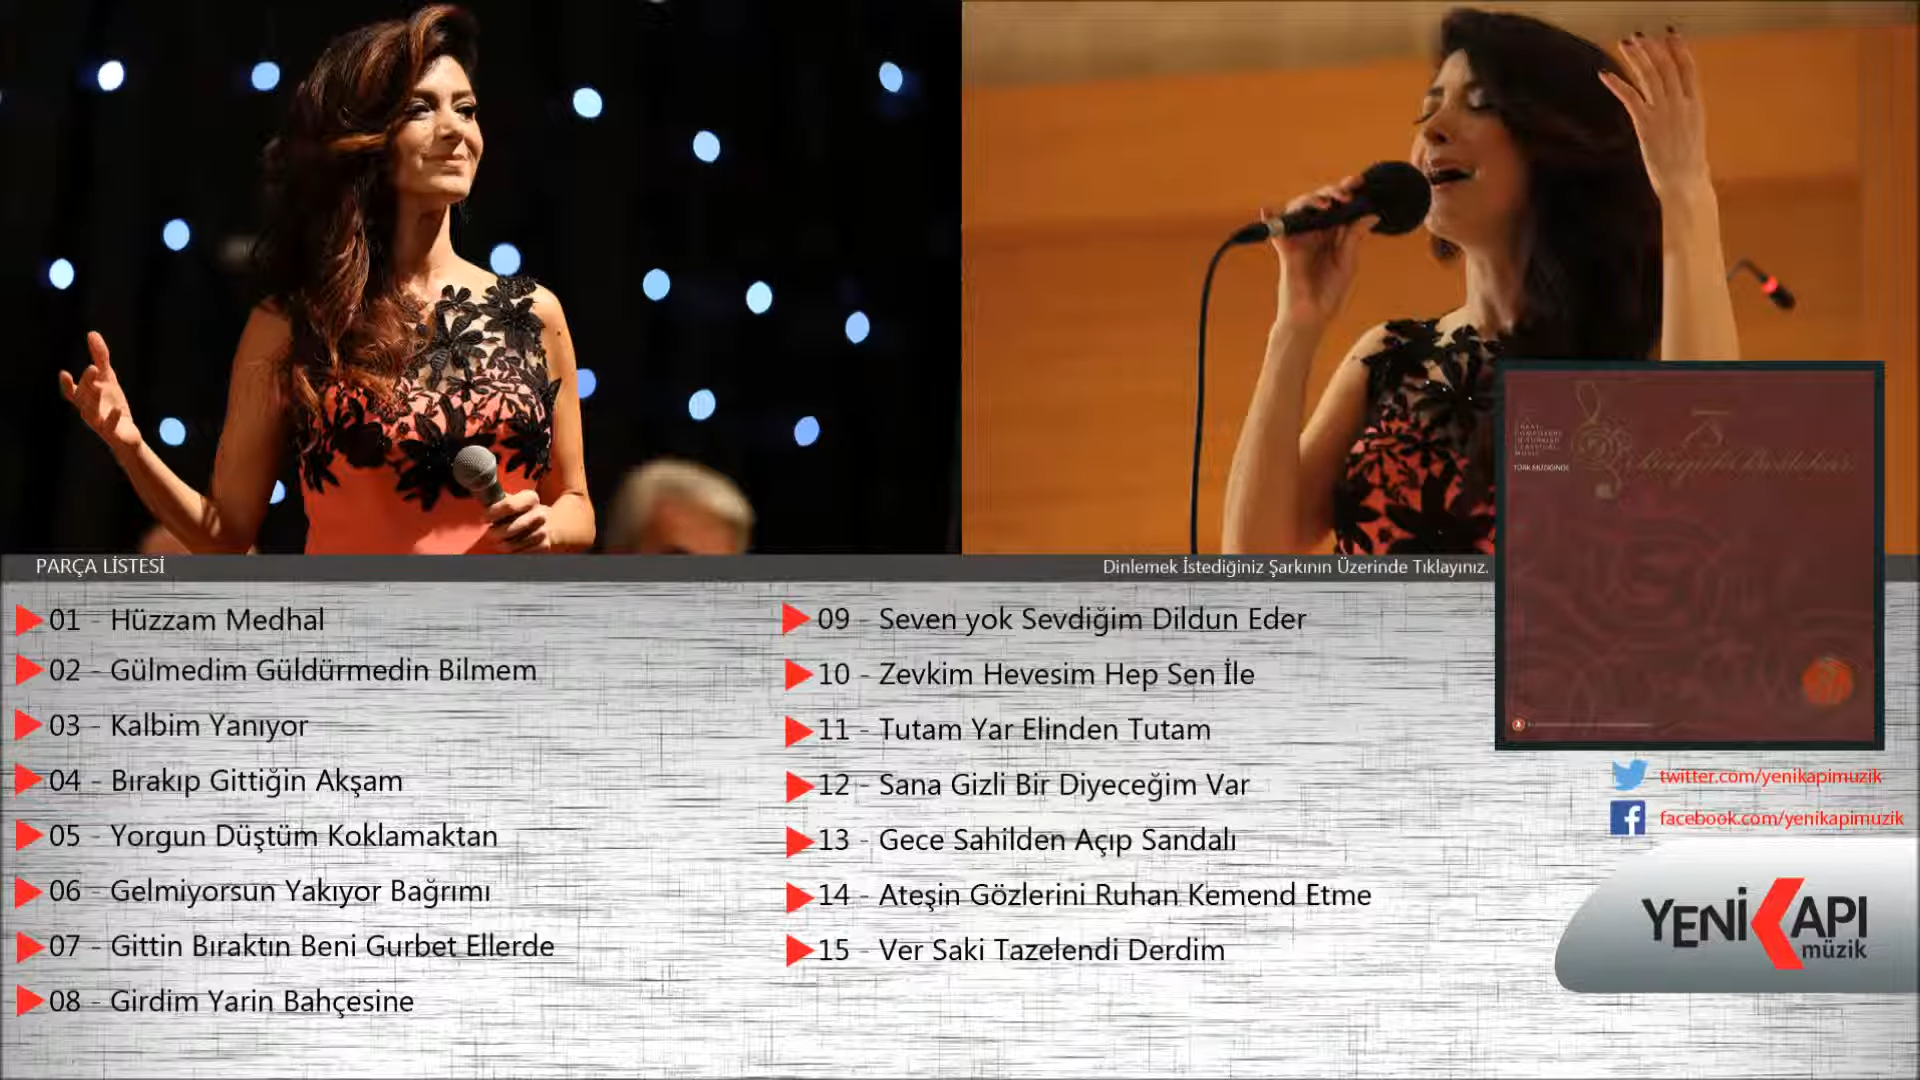 PARÇA LİSTESİ
Dinlemek İstediğiniz Şarkının Üzerinde Tıklayınız.
01 - Hüzzam Medhal
02 - Gülmedim Güldürmedin Bilmem
03 - Kalbim Yanıyor
04 - Bırakıp Gittiğin Akşam
05 - Yorgun Düştüm Koklamaktan
06 - Gelmiyorsun Yakıyor Bağrımı
07 - Gittin Bıraktın Beni Gurbet Ellerde
08 - Girdim Yarin Bahçesine
09 - Seven yok Sevdiğim Dildun Eder
10 - Zevkim Hevesim Hep Sen İle
11 - Tutam Yar Elinden Tutam
12 - Sana Gizli Bir Diyeceğim Var
13 - Gece Sahilden Açıp Sandalı
14 - Ateşin Gözlerini Ruhan Kemend Etme
15 - Ver Saki Tazelendi Derdim
TÜRK MÜZİĞİNDE
twitter.com/yenikapimuzik
facebook.com/yenikapimuzik
YENİKAPI
müzik